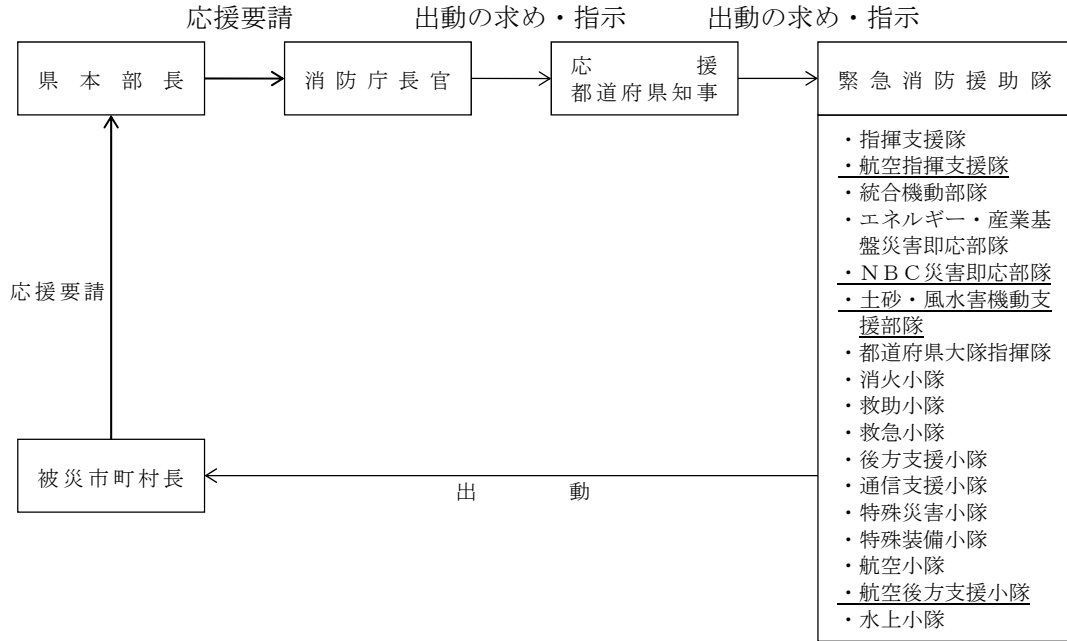 応援要請
出動の求め・指示
出動の求め・指示
県本部長
消防庁長官
応援
都道府県知事
緊急消防援助隊
・指揮支援隊
・航空指揮支援隊
・統合機動部隊
・エネルギー・産業基
盤災害即応部隊
・NBC災害即応部隊
・土砂・風水害機動支
援部隊
・都道府県大隊指揮隊
・消火小隊
・救助小隊
・救急小隊
・後方支援小隊
・通信支援小隊
・特殊災害小隊
・特殊装備小隊
・航空小隊
・航空後方支援小隊
・水上小隊
応援要請
被災市町村長
出動